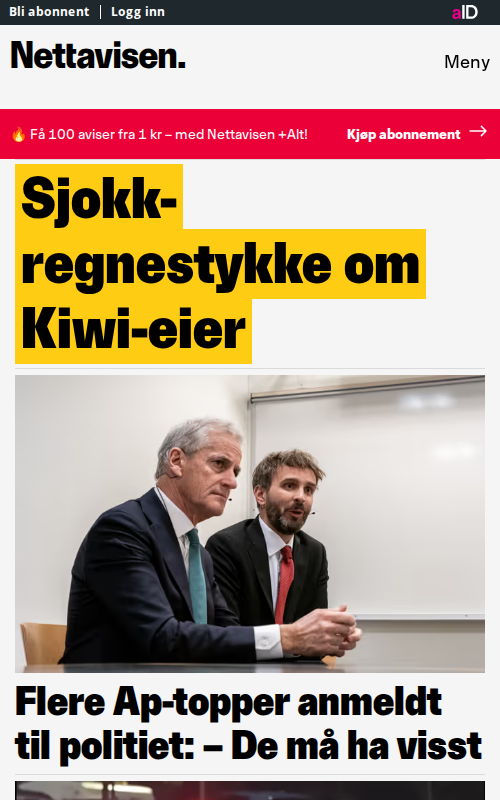 Bli abonnent | Logg inn
aID
Nettavisen.
Meny
🔥 Få 100 aviser fra 1 kr – med Nettavisen +Alt!
Kjøp abonnement →
Sjokk-
regnestykke om
Kiwi-eier
Flere Ap-topper anmeldt
til politiet: – De må ha visst